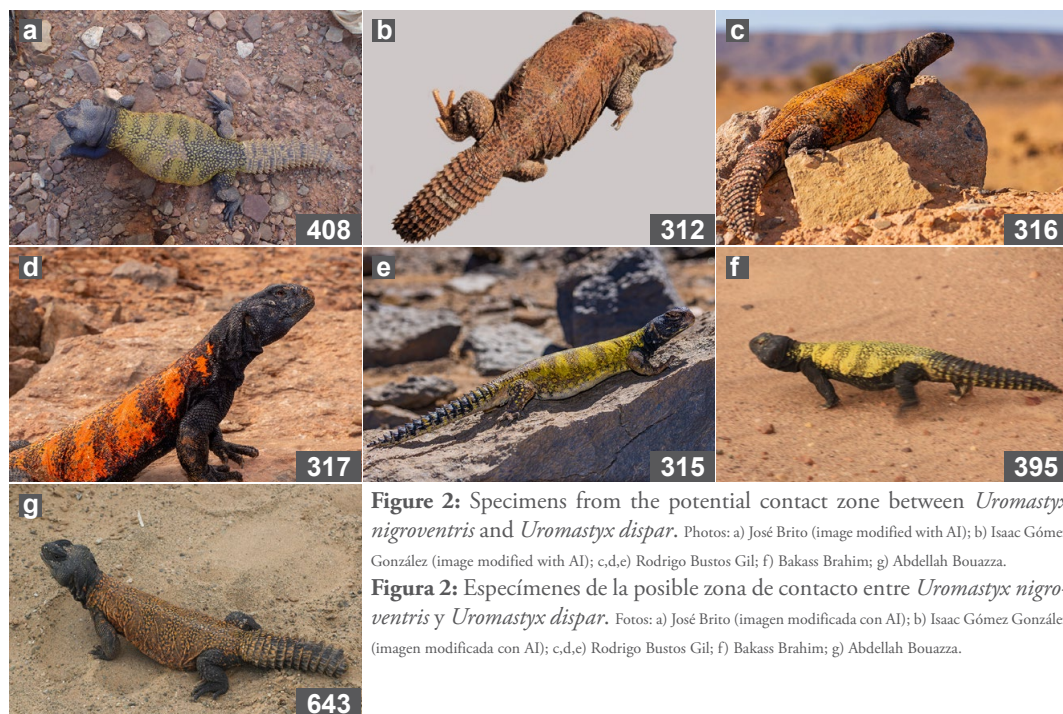 a
408
b
312
c
316
d
317
e
315
f
395
g
643
Figure 2: Specimens from the potential contact zone between Uromastyx
nigroventris and Uromastyx dispar. Photos: a) José Brito (image modified with AI); b) Isaac Góme
González (image modified with AI); c,d,e) Rodrigo Bustos Gil; f) Bakass Brahim; g) Abdellah Bouazza.
Figura 2: Especímenes de la posible zona de contacto entre Uromastyx nigro-
ventris y Uromastyx dispar. Fotos: a) José Brito (imagen modificada con AI); b) Isaac Gómez Gonzále
(imagen modificada con AI); c,d,e) Rodrigo Bustos Gil; f) Bakass Brahim; g) Abdellah Bouazza.